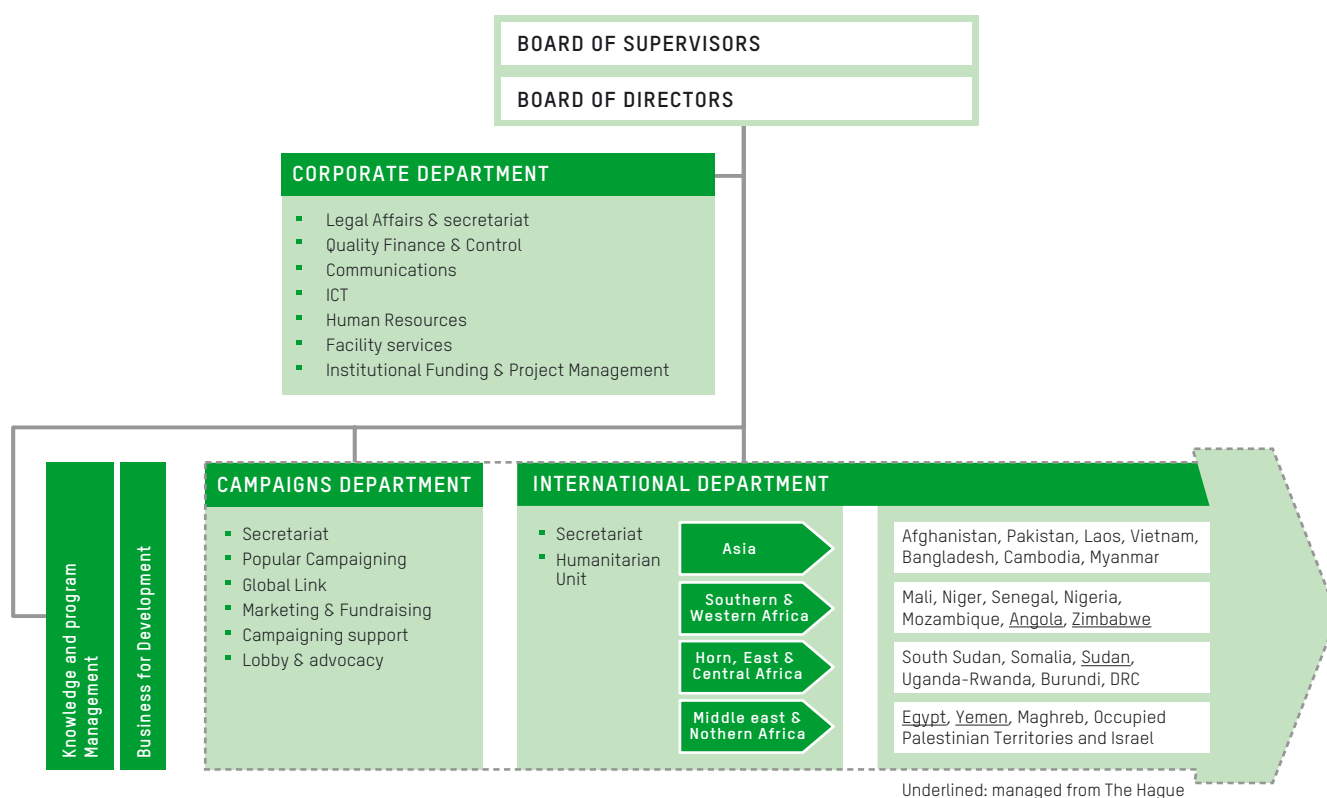 BOARD OF SUPERVISORS
BOARD OF DIRECTORS
CORPORATE DEPARTMENT
Legal Affairs & secretariat
Quality Finance & Control
Communications
ICT
Human Resources
Facility services
Institutional Funding & Project Management
Knowledge and program
Management
Business for Development
CAMPAIGNS DEPARTMENT
Secretariat
Popular Campaigning
Global Link
Marketing & Fundraising
Campaigning support
Lobby & advocacy
INTERNATIONAL DEPARTMENT
Secretariat
Humanitarian
Unit
Asia
Southern &
Western Africa
Horn, East &
Central Africa
Middle east &
Nothern Africa
Afghanistan, Pakistan, Laos, Vietnam,
Bangladesh, Cambodia, Myanmar
Mali, Niger, Senegal, Nigeria,
Mozambique, Angola, Zimbabwe
South Sudan, Somalia, Sudan,
Uganda-Rwanda, Burundi, DRC
Egypt, Yemen, Maghreb, Occupied
Palestinian Territories and Israel
Underlined: managed from The Hague